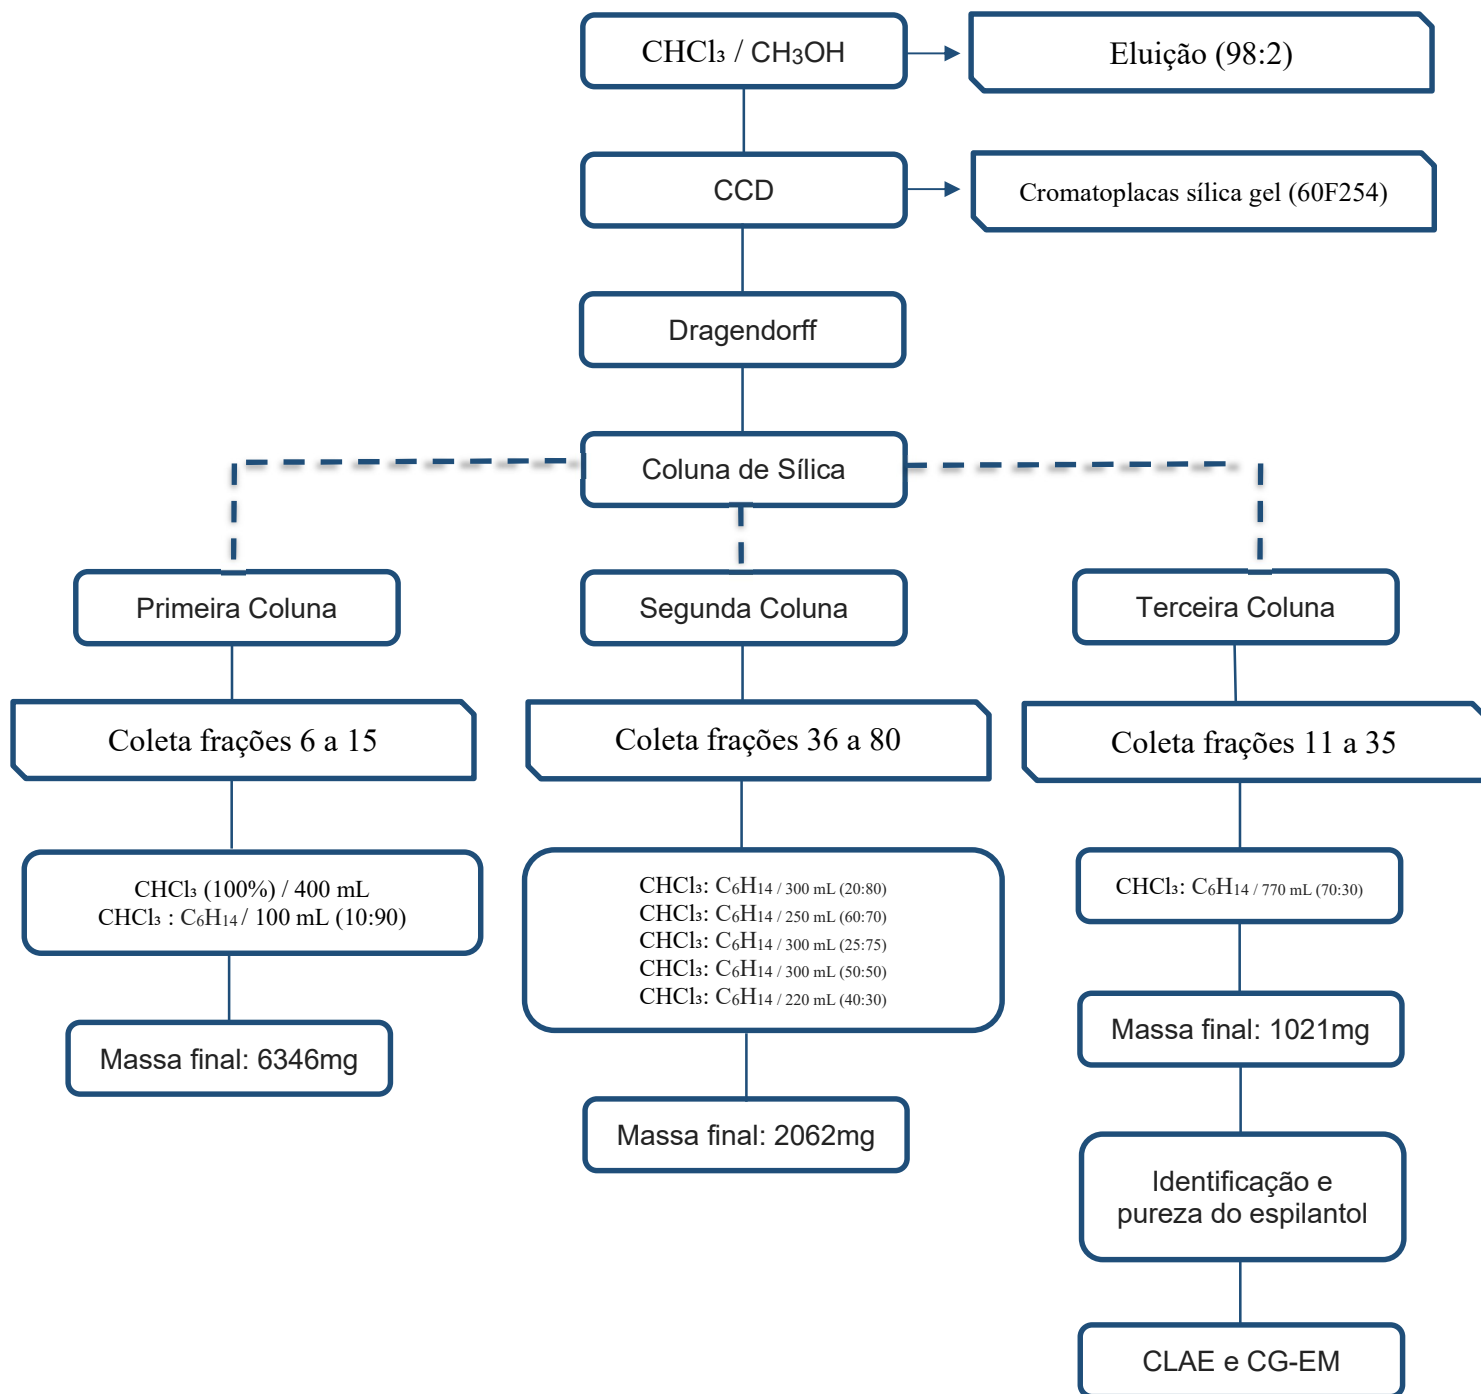 CHCl₃ / CH₃OH
Eluição (98:2)
CCD
Cromatoplacas sílica gel (60F254)
Dragendorff
Coluna de Sílica
Primeira Coluna
Segunda Coluna
Terceira Coluna
Coleta frações 6 a 15
Coleta frações 36 a 80
Coleta frações 11 a 35
CHCl₃ (100%) / 400 mL
CHCl₃ : C₆H₁₄ / 100 mL (10:90)
CHCl₃: C₆H₁₄ / 300 mL (20:80)
CHCl₃: C₆H₁₄ / 250 mL (60:70)
CHCl₃: C₆H₁₄ / 300 mL (25:75)
CHCl₃: C₆H₁₄ / 300 mL (50:50)
CHCl₃: C₆H₁₄ / 220 mL (40:30)
CHCl₃: C₆H₁₄ / 770 mL (70:30)
Massa final: 6346mg
Massa final: 2062mg
Massa final: 1021mg
Identificação e
pureza do espilantol
CLAE e CG-EM